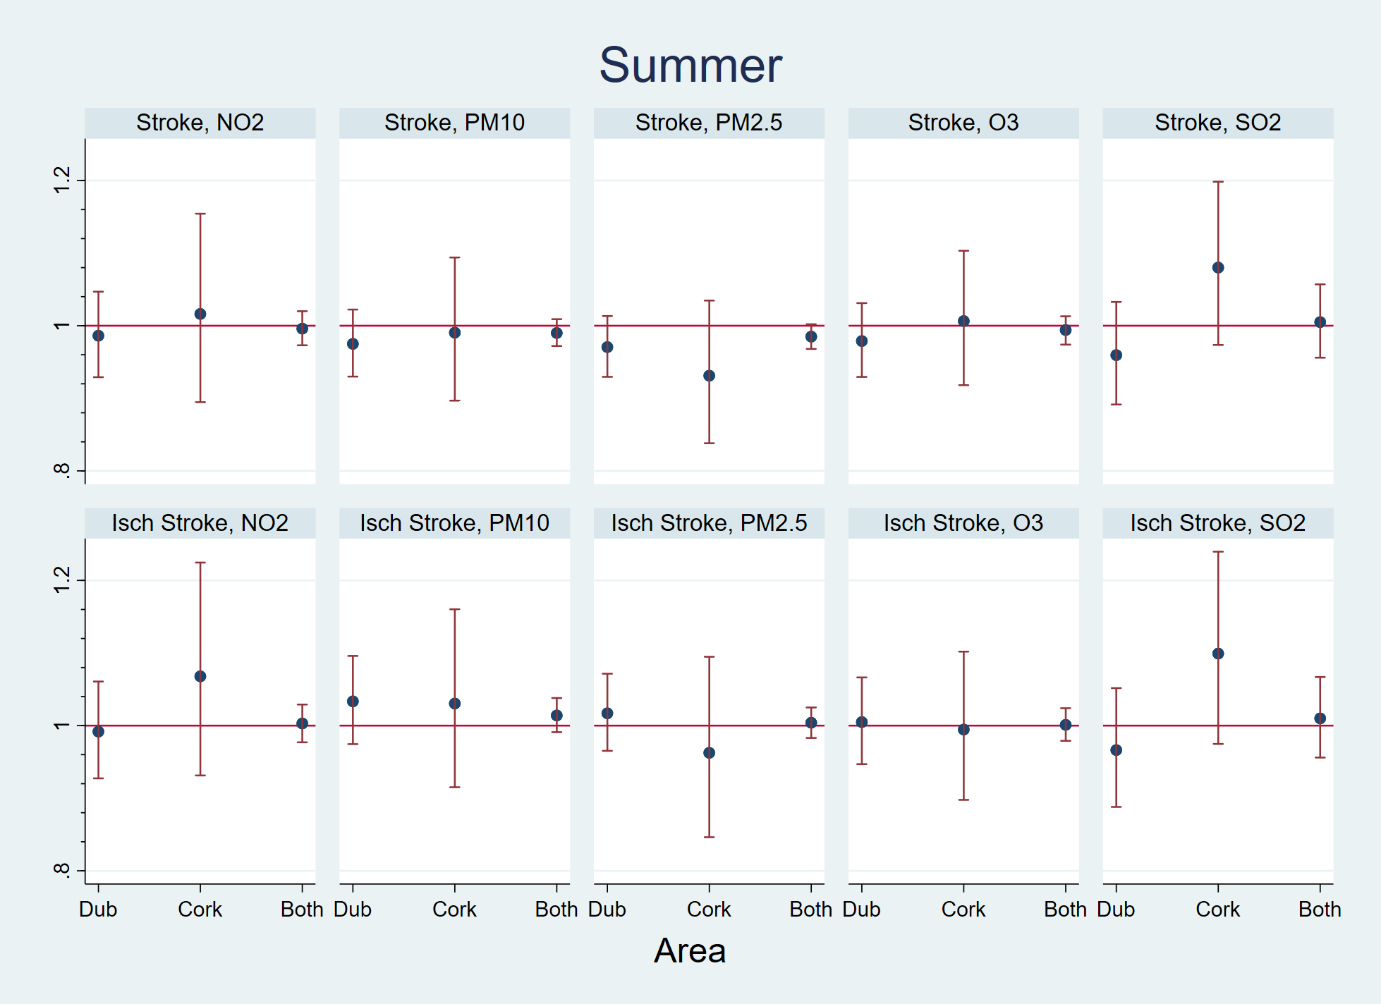 Summer
Stroke, NO2
Stroke, PM10
Stroke, PM2.5
Stroke, O3
Stroke, SO2
1.2
1
.8
Isch Stroke, NO2
Isch Stroke, PM10
Isch Stroke, PM2.5
Isch Stroke, O3
Isch Stroke, SO2
1.2
1
.8
Dub Cork Both Dub Cork Both Dub Cork Both Dub Cork Both Dub Cork Both
Area